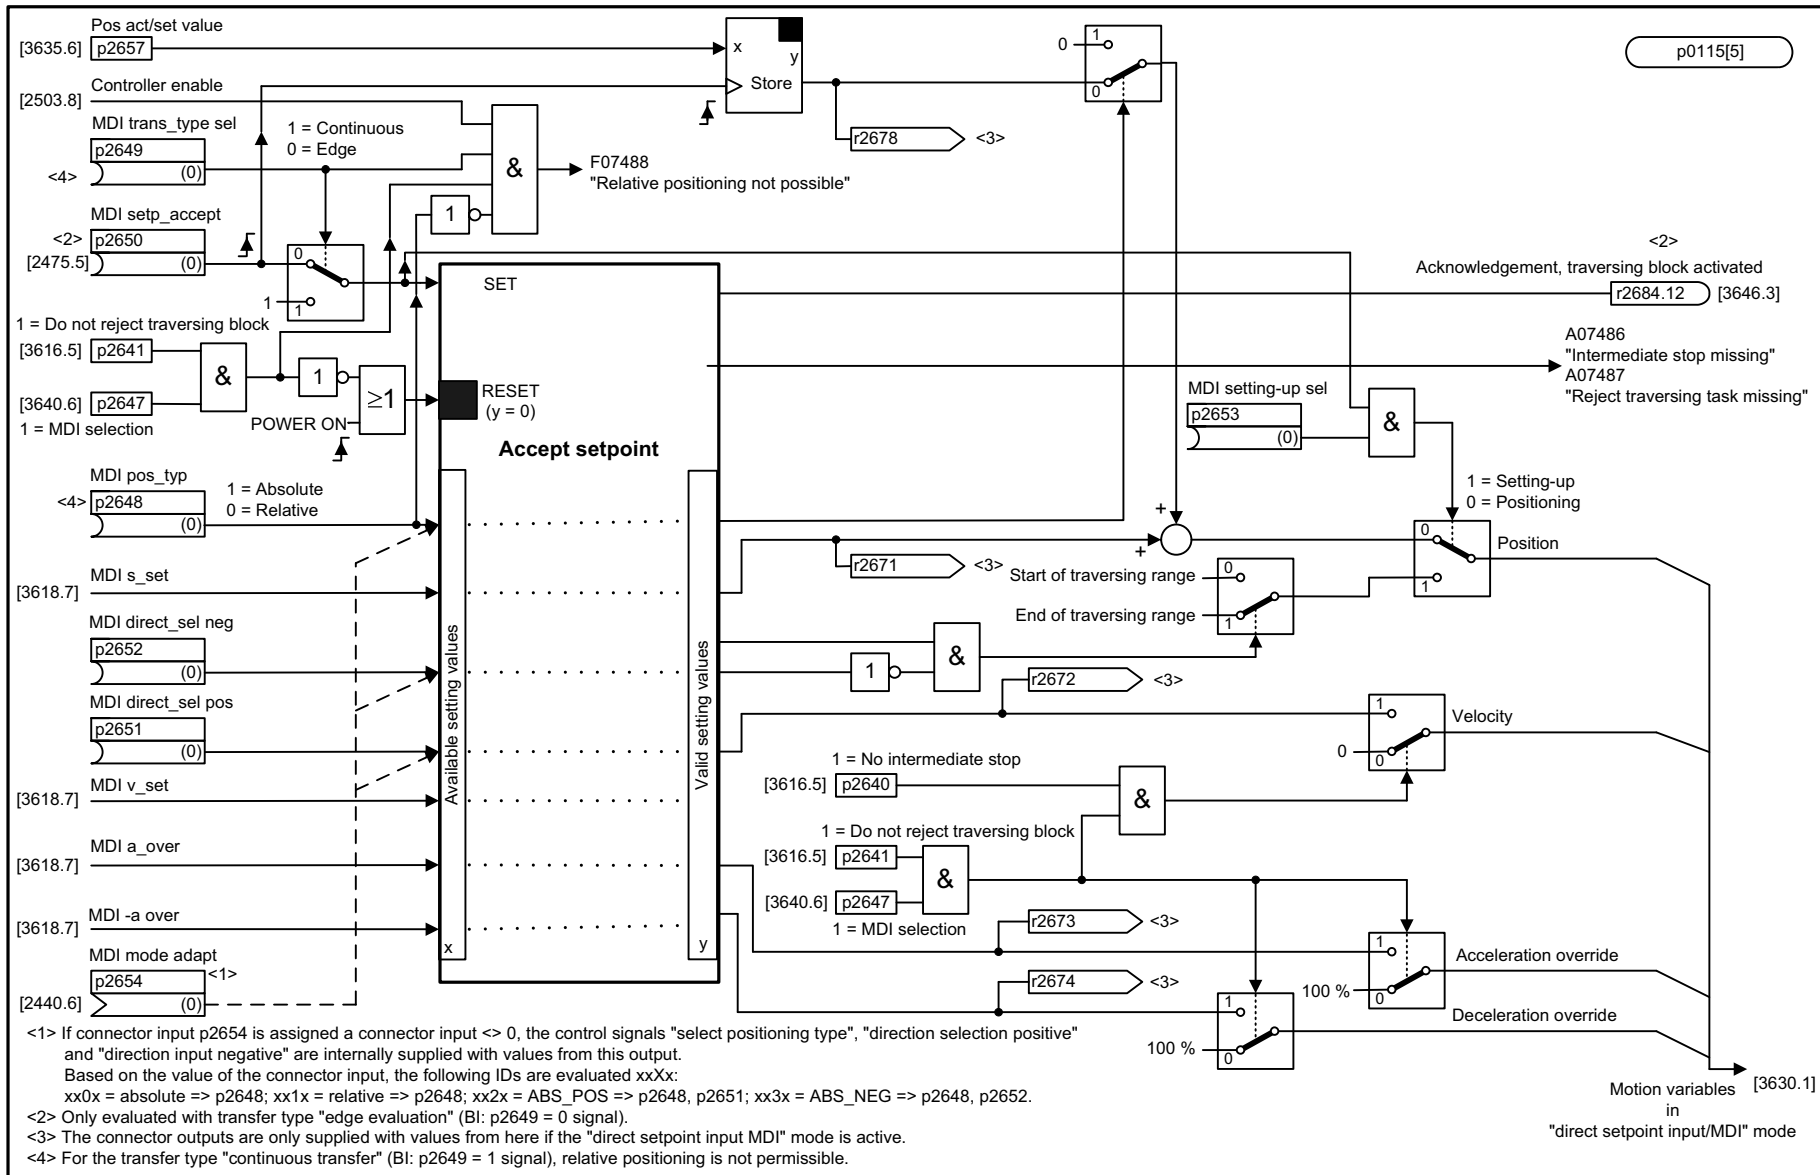 Pos act/set value
[3635.6] p2657
Controller enable
[2503.8]
MDI trans_type sel
p2649
<4> (0)
1 = Continuous
0 = Edge
MDI setp_accept
<2> p2650
[2475.5] (0)
0
1
1
x
y
Store
&
1
F07488
"Relative positioning not possible"
r2678 <3>
0
1
0
p0115[5]
1 = Do not reject traversing block
[3616.5] p2641
&
[3640.6] p2647
1 = MDI selection
1
≥1
POWER ON
SET
RESET
(y = 0)
Accept setpoint
Available setting values
Valid setting values
x
y
<2>
Acknowledgement, traversing block activated
r2684.12 [3646.3]
A07486
"Intermediate stop missing"
A07487
"Reject traversing task missing"
MDI setting-up sel
p2653
(0)
&
1 = Setting-up
0 = Positioning
MDI pos_typ
<4> p2648
(0)
1 = Absolute
0 = Relative
MDI s_set
[3618.7]
MDI direct_sel neg
p2652
(0)
MDI direct_sel pos
p2651
(0)
MDI v_set
[3618.7]
MDI a_over
[3618.7]
MDI -a over
[3618.7]
MDI mode adapt
p2654 <1>
[2440.6] (0)
+
+
r2671 <3>
Start of traversing range
End of traversing range
0
1
0
1
Position
1
&
r2672 <3>
1
0
0
Velocity
1 = No intermediate stop
[3616.5] p2640
&
1 = Do not reject traversing block
[3616.5] p2641
&
[3640.6] p2647
1 = MDI selection
r2673 <3>
1
100 %
0
Acceleration override
r2674 <3>
1
100 %
0
Deceleration override
[3630.1]
Motion variables
in
"direct setpoint input/MDI" mode
<1> If connector input p2654 is assigned a connector input <> 0, the control signals "select positioning type", "direction selection positive"
and "direction input negative" are internally supplied with values from this output.
Based on the value of the connector input, the following IDs are evaluated xxXx:
xx0x = absolute => p2648; xx1x = relative => p2648; xx2x = ABS_POS => p2648, p2651; xx3x = ABS_NEG => p2648, p2652.
<2> Only evaluated with transfer type "edge evaluation" (BI: p2649 = 0 signal).
<3> The connector outputs are only supplied with values from here if the "direct setpoint input MDI" mode is active.
<4> For the transfer type "continuous transfer" (BI: p2649 = 1 signal), relative positioning is not permissible.